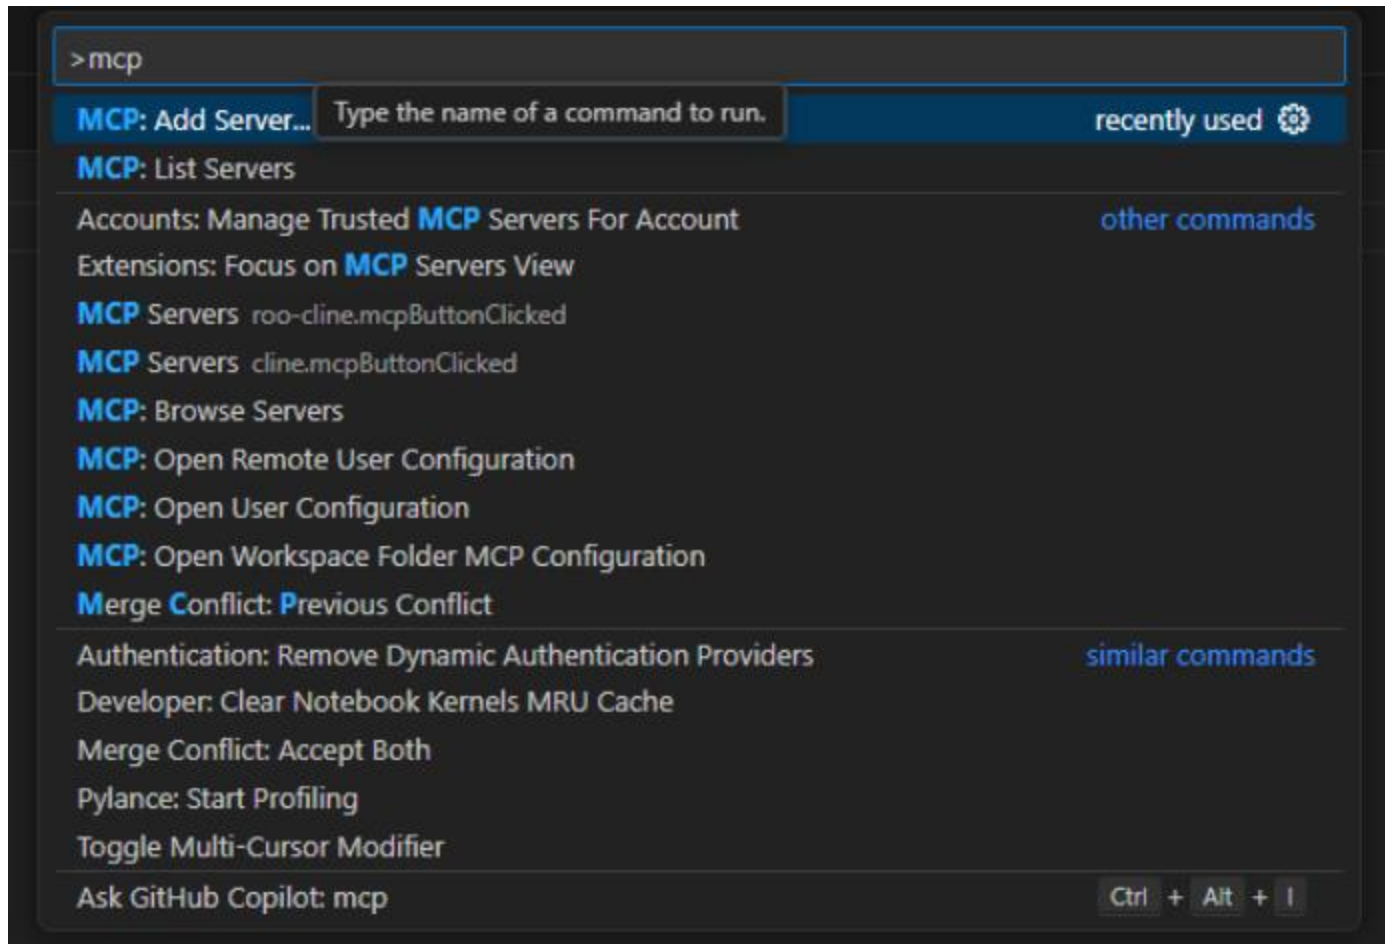 >mcp
MCP: Add Server...
Type the name of a command to run.
recently used
MCP: List Servers
Accounts: Manage Trusted MCP Servers For Account
other commands
Extensions: Focus on MCP Servers View
MCP Servers roo-cline.mcpButtonClicked
MCP Servers cline.mcpButtonClicked
MCP: Browse Servers
MCP: Open Remote User Configuration
MCP: Open User Configuration
MCP: Open Workspace Folder MCP Configuration
Merge Conflict: Previous Conflict
Authentication: Remove Dynamic Authentication Providers
similar commands
Developer: Clear Notebook Kernels MRU Cache
Merge Conflict: Accept Both
Pylance: Start Profiling
Toggle Multi-Cursor Modifier
Ask GitHub Copilot: mcp
Ctrl + Alt + I